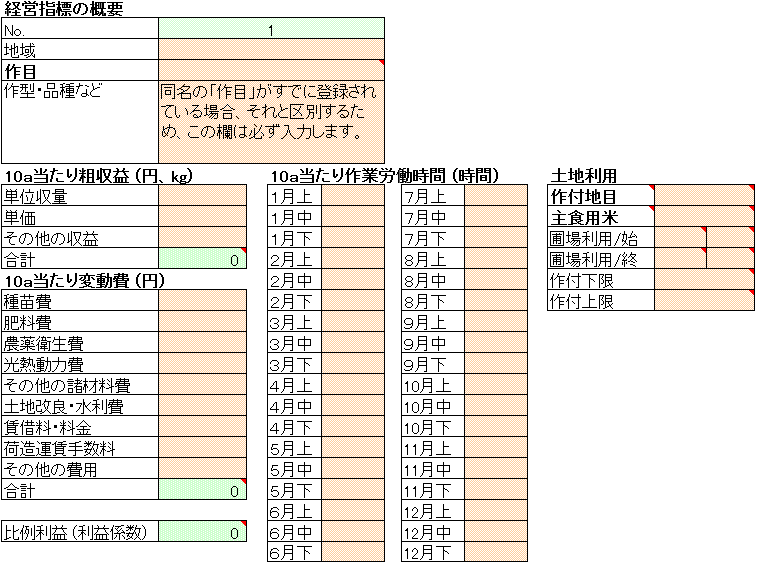 経営指標の概要
No. 1
地域
作目
作型・品種など 同名の「作目」がすでに登録され
ている場合、それと区別するた
め、この欄は必ず入力します。
10a当たり粗収益（円、kg）
単位収量
単価
その他の収益
合計 0
10a当たり変動費（円）
種苗費
肥料費
農薬衛生費
光熱動力費
その他の諸材料費
土地改良・水利費
賃借料・料金
荷造運賃手数料
その他の費用
合計 0
比例利益（利益係数） 0
10a当たり作業労働時間（時間）
1月上 7月上
1月中 7月中
1月下 7月下
2月上 8月上
2月中 8月中
2月下 8月下
3月上 9月上
3月中 9月中
3月下 9月下
4月上 10月上
4月中 10月中
4月下 10月下
5月上 11月上
5月中 11月中
5月下 11月下
6月上 12月上
6月中 12月中
6月下 12月下
土地利用
作付地目
主食用米
圃場利用/始
圃場利用/終
作付下限
作付上限